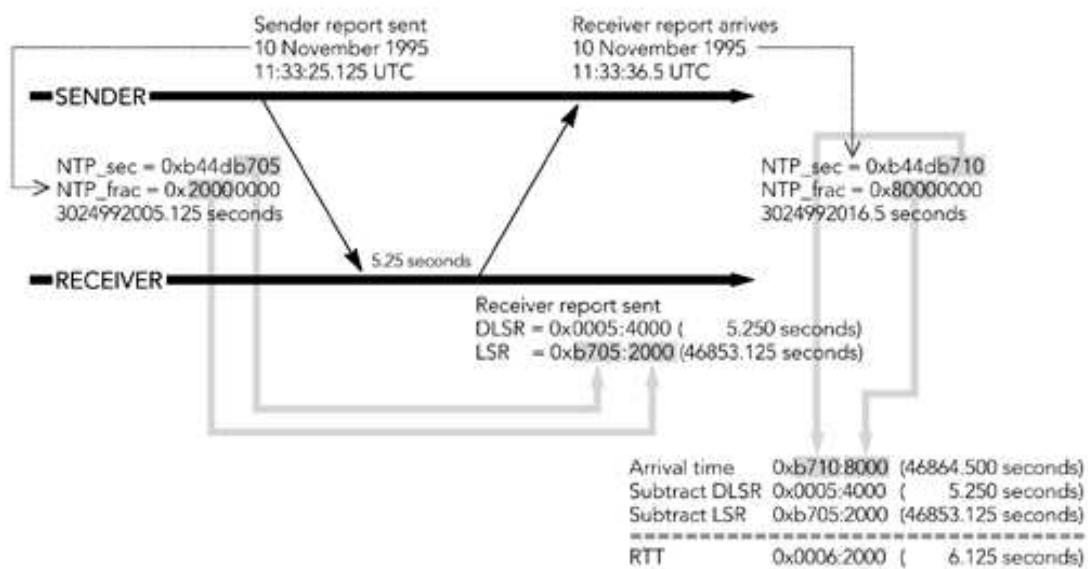 Sender report sent
10 November 1995
11:33:25.125 UTC
Receiver report arrives
10 November 1995
11:33:36.5 UTC
SENDER
NTP_sec = 0xb44db705
NTP_frac = 0x20000000
3024992005.125 seconds
NTP_sec = 0xb44db710
NTP_frac = 0x80000000
3024992016.5 seconds
5.25 seconds
RECEIVER
Receiver report sent
DLSR = 0x0005:4000 ( 5.250 seconds)
LSR = 0xb705:2000 (46853.125 seconds)
Arrival time 0xb710:8000 (46864.500 seconds)
Subtract DLSR 0x0005:4000 ( 5.250 seconds)
Subtract LSR 0xb705:2000 (46853.125 seconds)
RTT 0x0006:2000 ( 6.125 seconds)